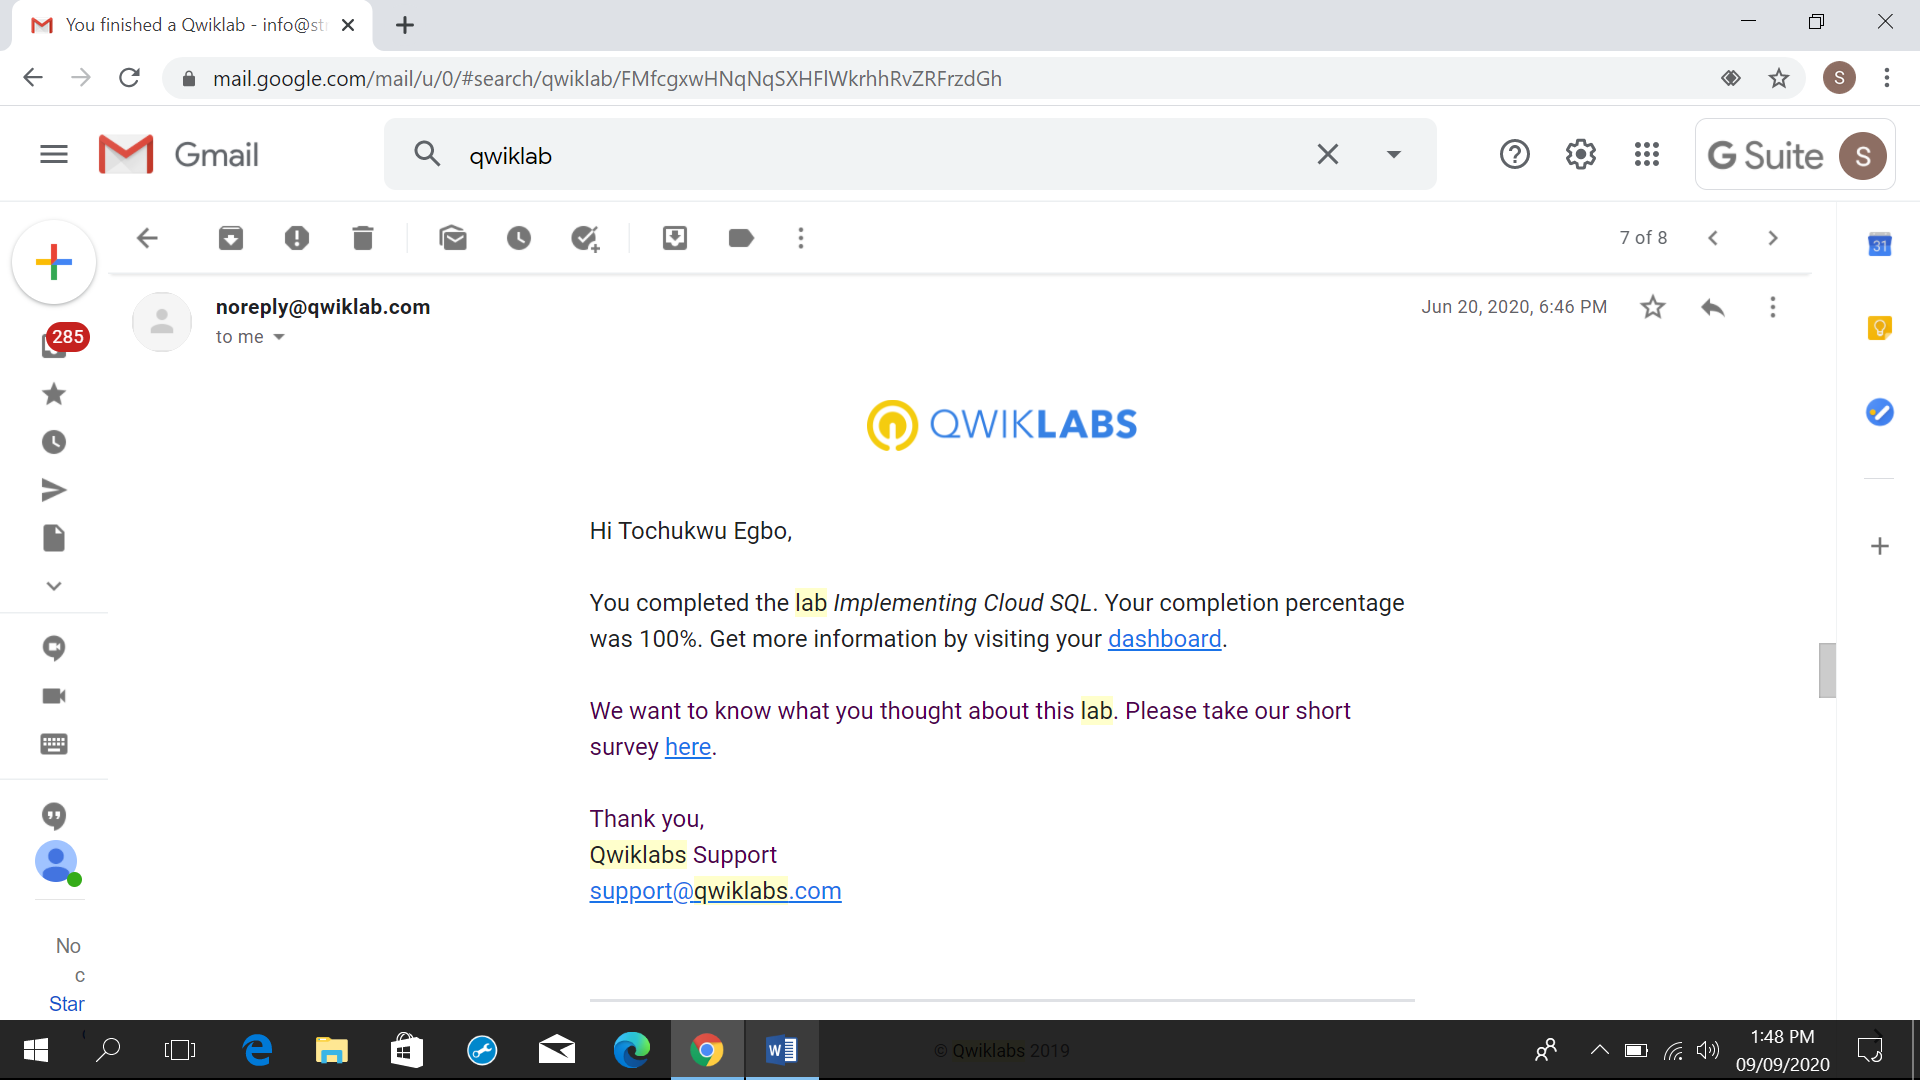 You finished a Qwiklab - info@st
mail.google.com/mail/u/0/#search/qwiklab/FMfcgxwHNqNqSXHFlWkrhhRvZRFrzdGh
S
Gmail
qwiklab
G Suite
S
7 of 8
31
noreply@qwiklab.com
Jun 20, 2020, 6:46 PM
to me
285
QWIKLABS
Hi Tochukwu Egbo,
You completed the lab Implementing Cloud SQL. Your completion percentage
was 100%. Get more information by visiting your dashboard.
We want to know what you thought about this lab. Please take our short
survey here.
Thank you,
Qwiklabs Support
support@qwiklabs.com
No
c
Star
© Qwiklabs 2019
W
1:48 PM
09/09/2020